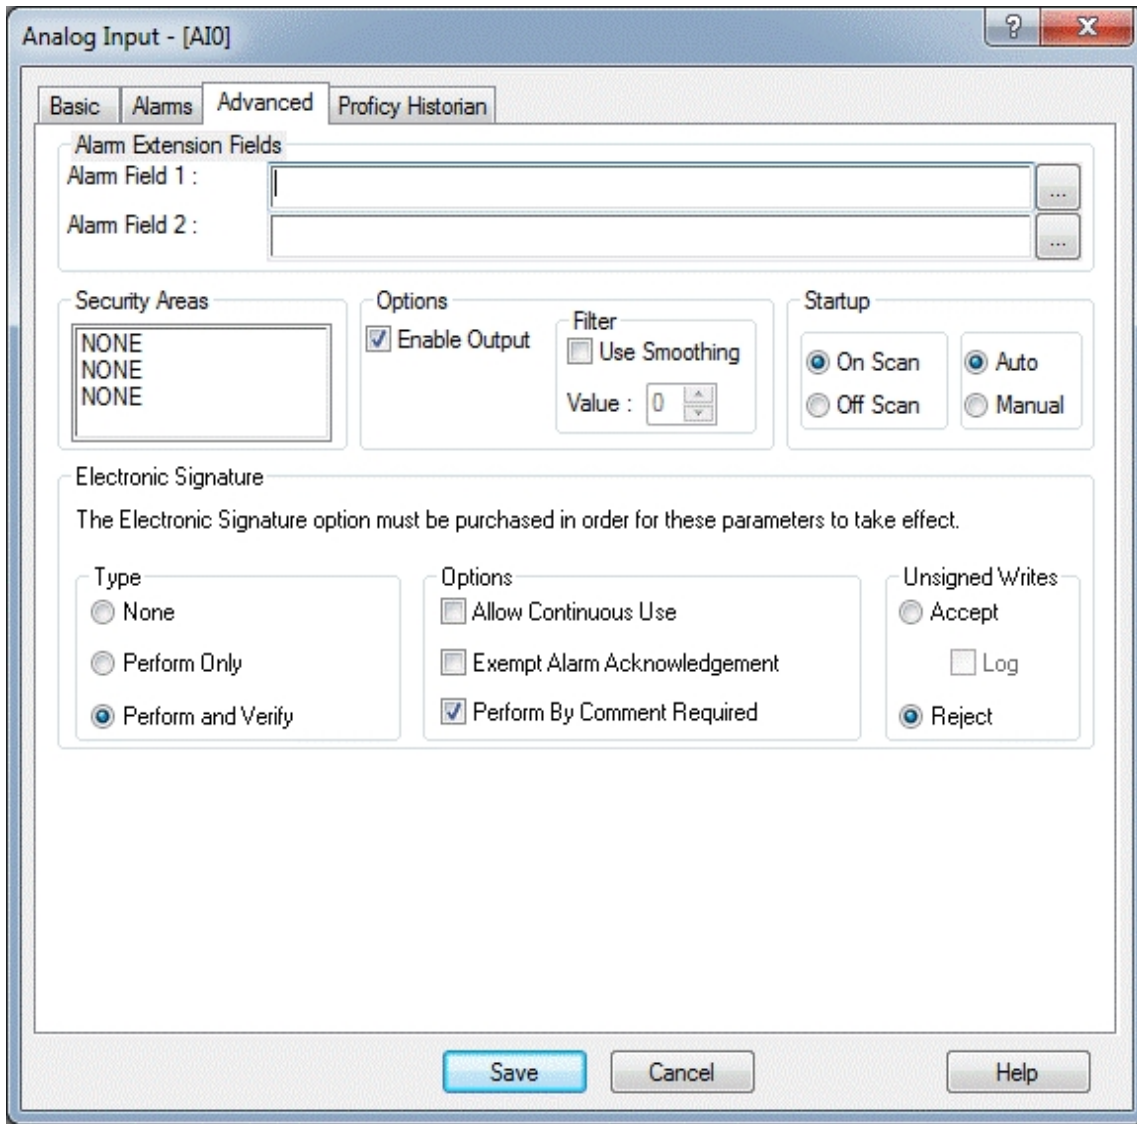 Analog Input - [AI0]
Basic Alarms Advanced Proficy Historian
Alarm Extension Fields
Alarm Field 1 :
...
Alarm Field 2 :
...
Security Areas
NONE
NONE
NONE
Options
Enable Output
Filter
Use Smoothing
Value : 0
Startup
On Scan
Off Scan
Auto
Manual
Electronic Signature
The Electronic Signature option must be purchased in order for these parameters to take effect.
Type
None
Perform Only
Perform and Verify
Options
Allow Continuous Use
Exempt Alarm Acknowledgement
Perform By Comment Required
Unsigned Writes
Accept
Log
Reject
Save Cancel Help